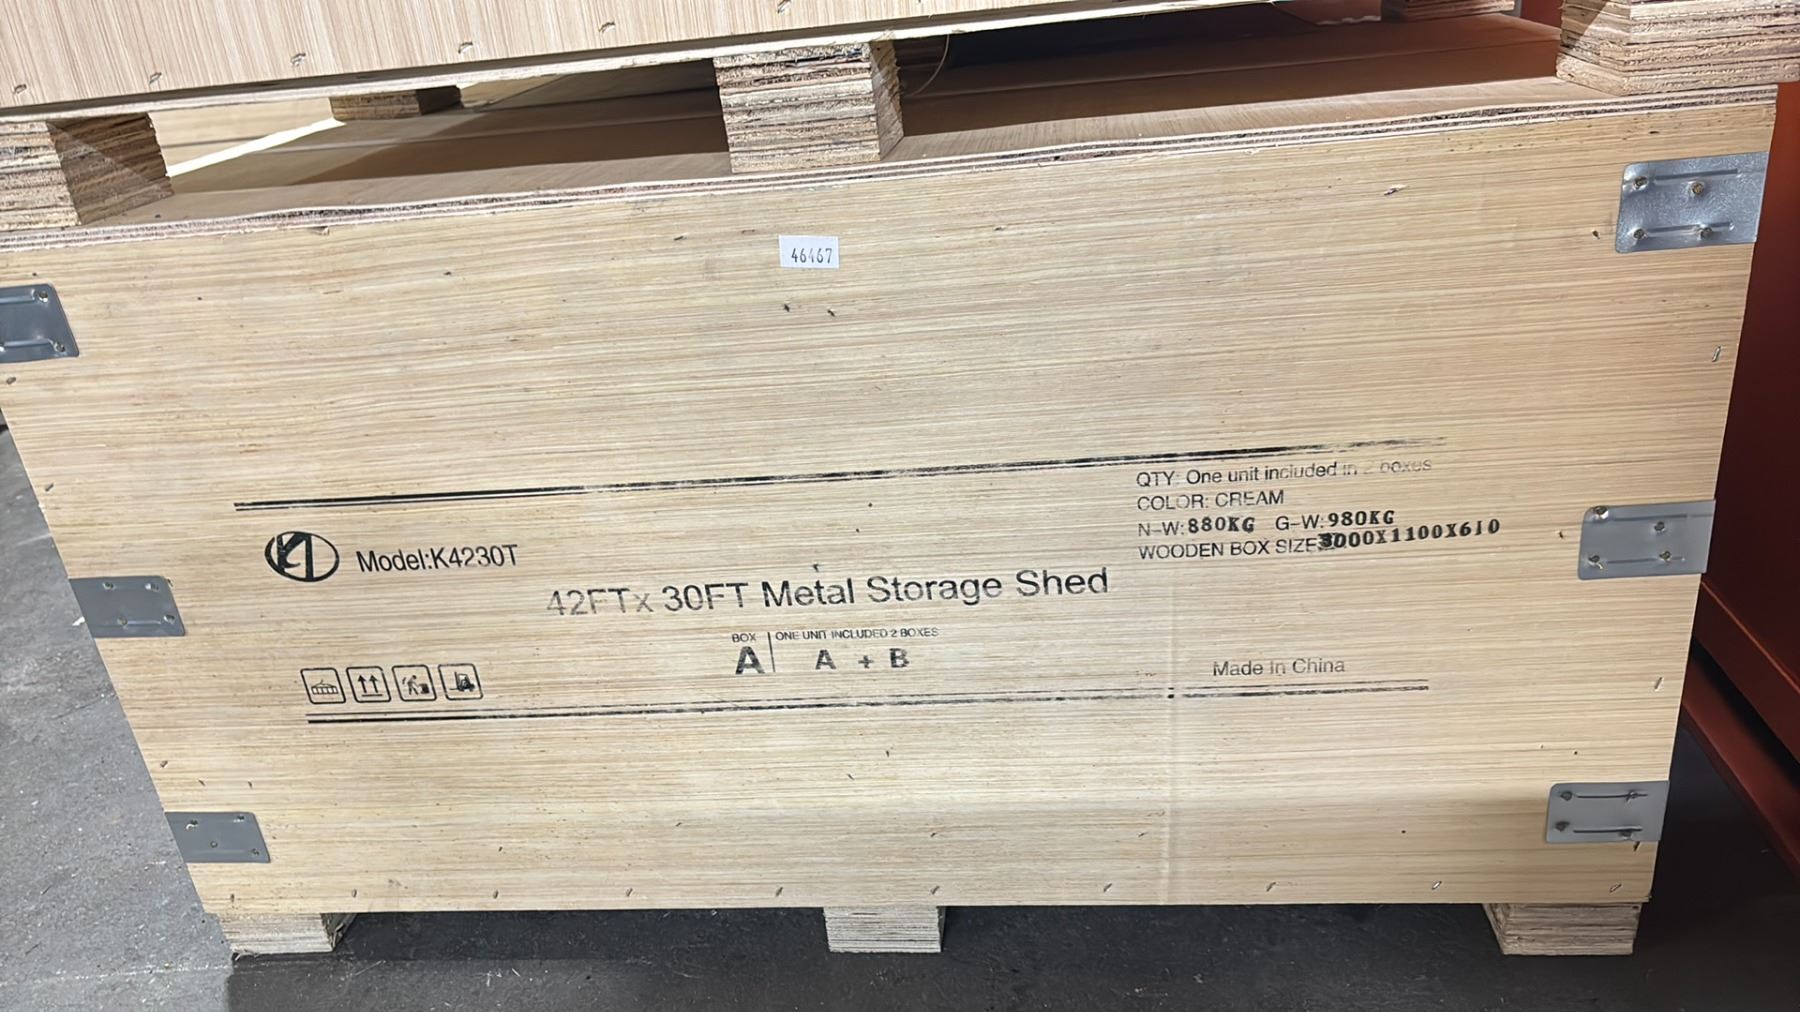 46467
QTY: One unit included in 2 boxes
COLOR: CREAM
N-W:880KG G-W:980KG
WOODEN BOX SIZE:3000X1100X610
Model:K4230T
42FTx 30FT Metal Storage Shed
BOX
A
ONE UNIT INCLUDED 2 BOXES
A + B
Made In China